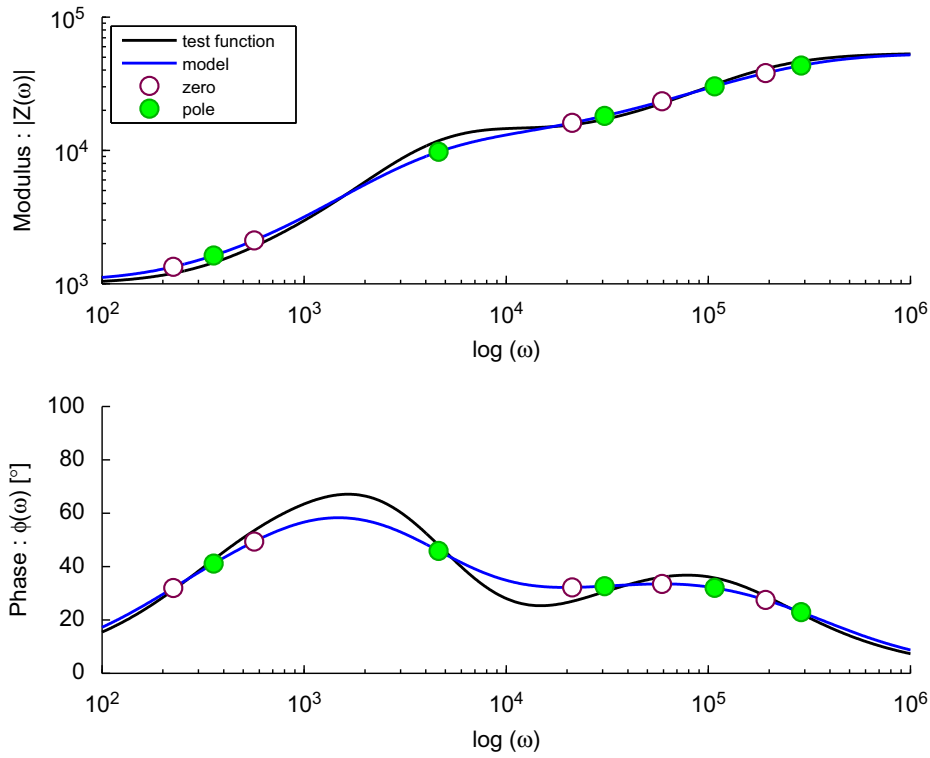 10^5
10^4
10^3
Modulus : |Z(ω)|
test function
model
zero
pole
10^2 10^3 10^4 10^5 10^6
log (ω)
100
80
60
40
20
0
Phase : ϕ(ω) [°]
10^2 10^3 10^4 10^5 10^6
log (ω)